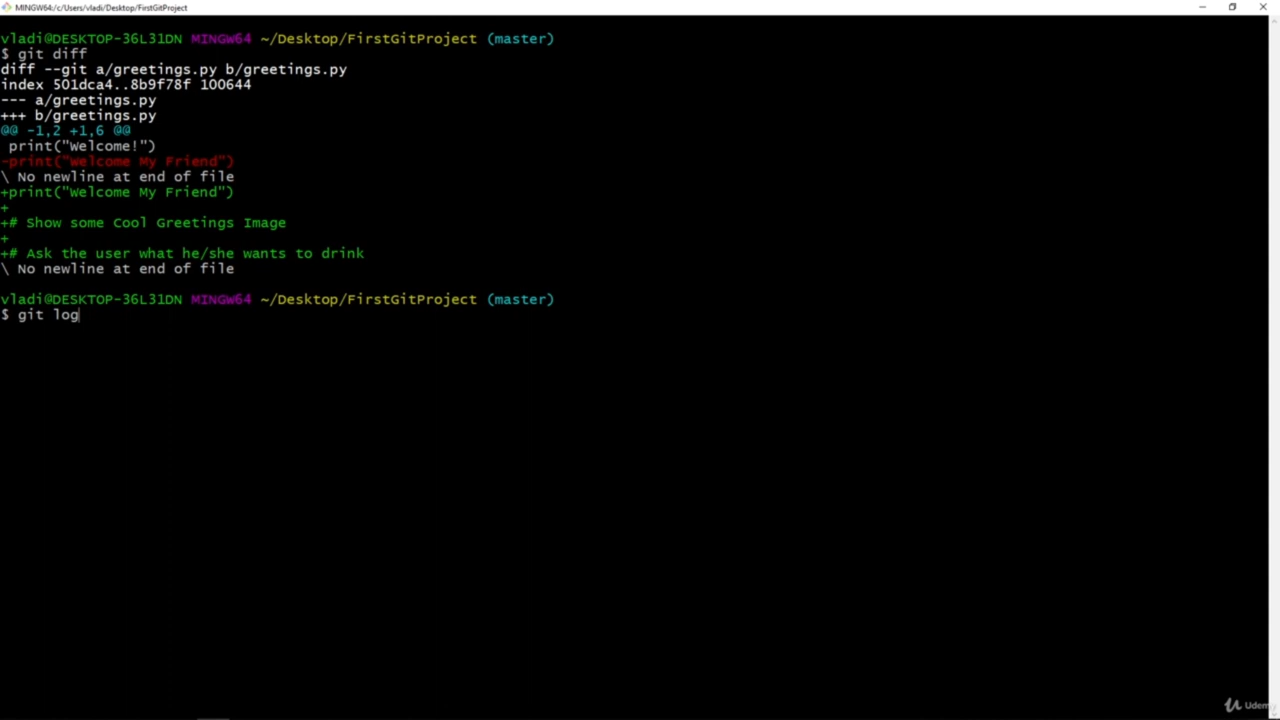 MINGW64:/c/Users/vladi/Desktop/FirstGitProject
vladi@DESKTOP-36L31DN MINGW64 ~/Desktop/FirstGitProject (master)
$ git diff
diff --git a/greetings.py b/greetings.py
index 501dca4..8b9f78f 100644
--- a/greetings.py
+++ b/greetings.py
@@ -1,2 +1,6 @@
 print("Welcome!")
-print("Welcome My Friend")
\ No newline at end of file
+print("Welcome My Friend")
+
+# Show some Cool Greetings Image
+
+# Ask the user what he/she wants to drink
\ No newline at end of file
vladi@DESKTOP-36L31DN MINGW64 ~/Desktop/FirstGitProject (master)
$ git log
Udemy